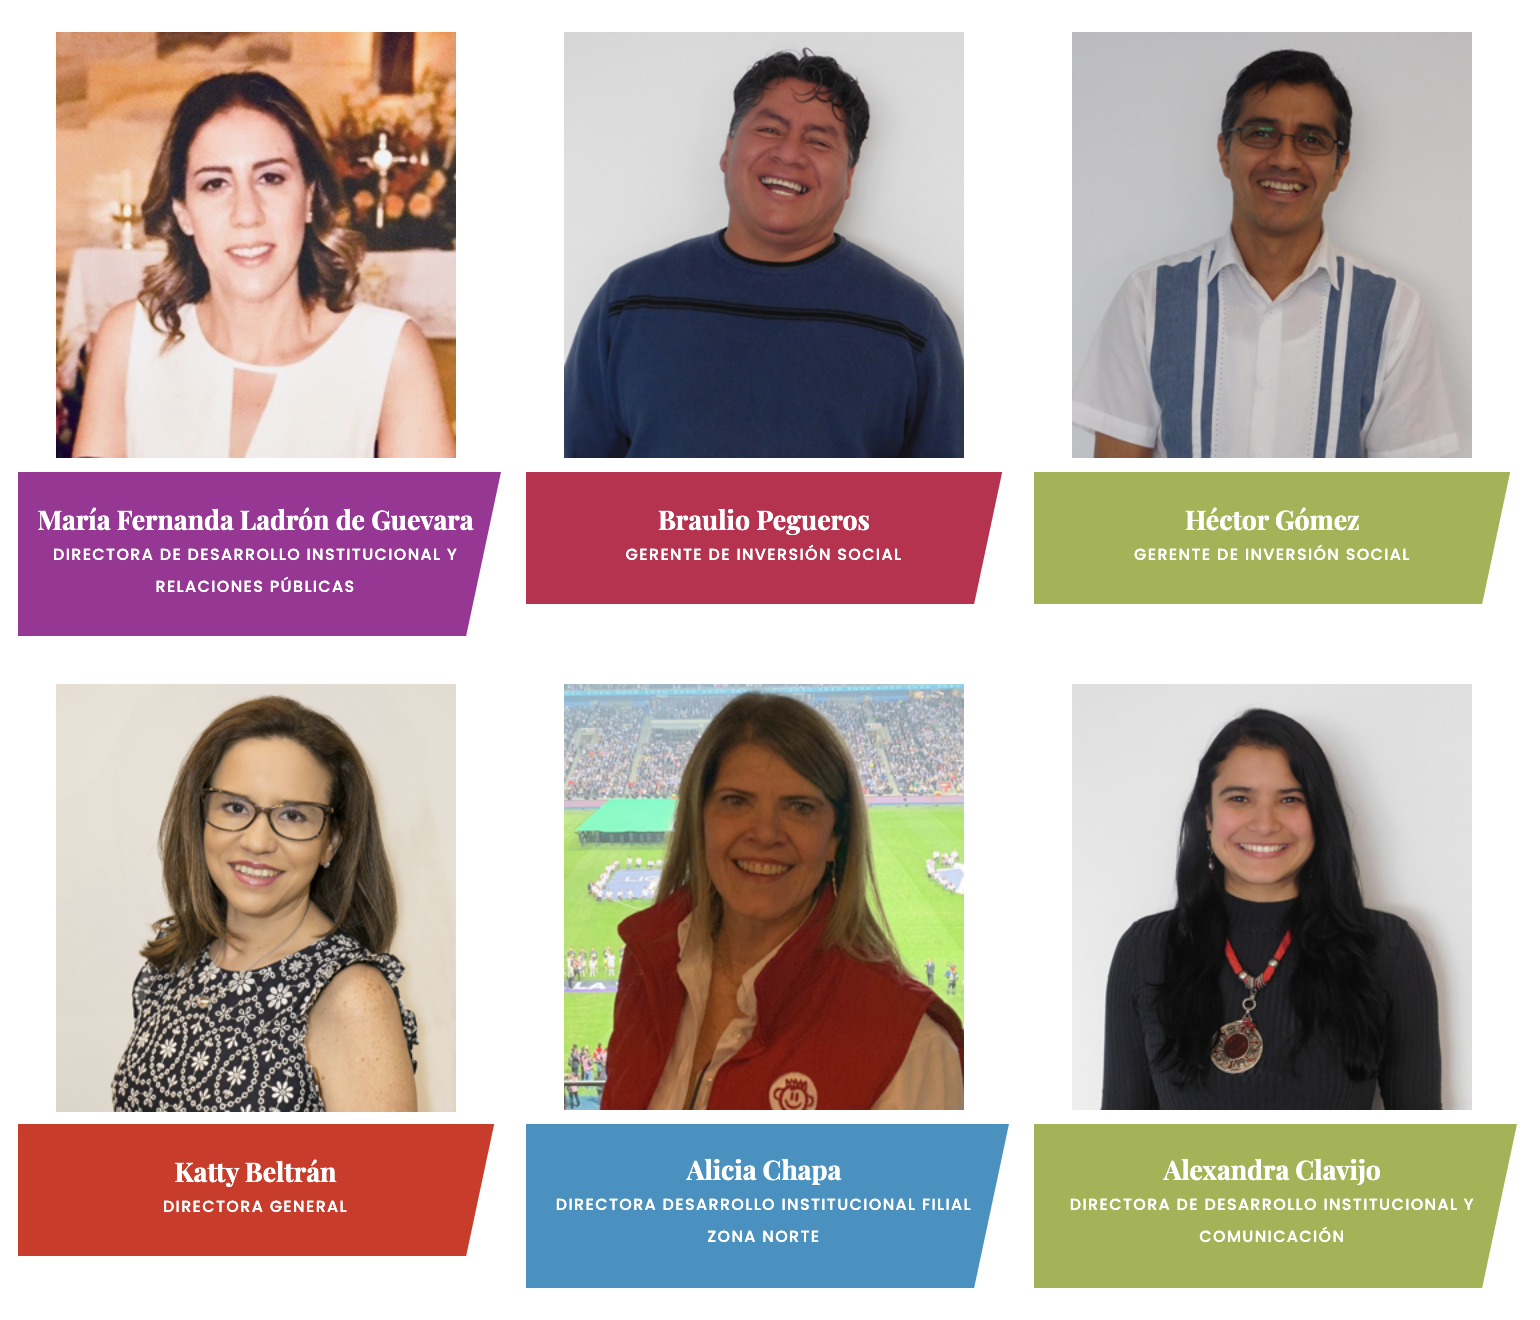 María Fernanda Ladrón de Guevara
DIRECTORA DE DESARROLLO INSTITUCIONAL Y
RELACIONES PÚBLICAS
Braulio Pegueros
GERENTE DE INVERSIÓN SOCIAL
Héctor Gómez
GERENTE DE INVERSIÓN SOCIAL
Katty Beltrán
DIRECTORA GENERAL
Alicia Chapa
DIRECTORA DESARROLLO INSTITUCIONAL FILIAL
ZONA NORTE
Alexandra Clavijo
DIRECTORA DE DESARROLLO INSTITUCIONAL Y
COMUNICACIÓN